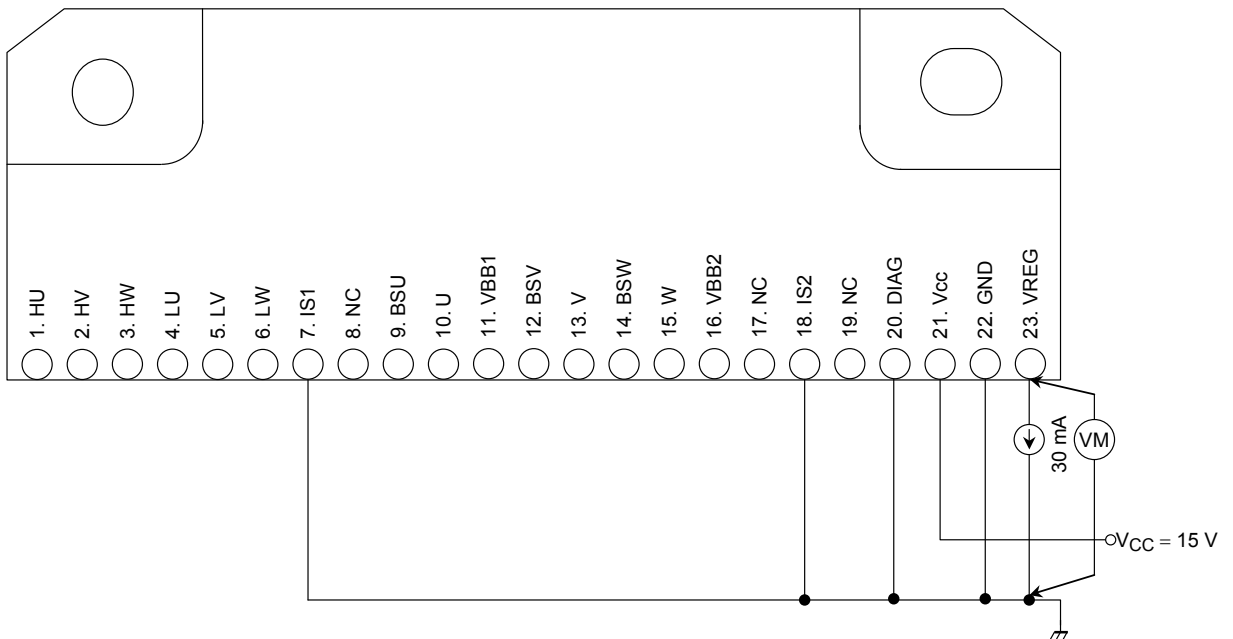 1. HU
2. HV
3. HW
4. LU
5. LV
6. LW
7. IS1
8. NC
9. BSU
10. U
11. VBB1
12. BSV
13. V
14. BSW
15. W
16. VBB2
17. NC
18. IS2
19. NC
20. DIAG
21. Vcc
22. GND
23. VREG
30 mA
VM
VCC = 15 V